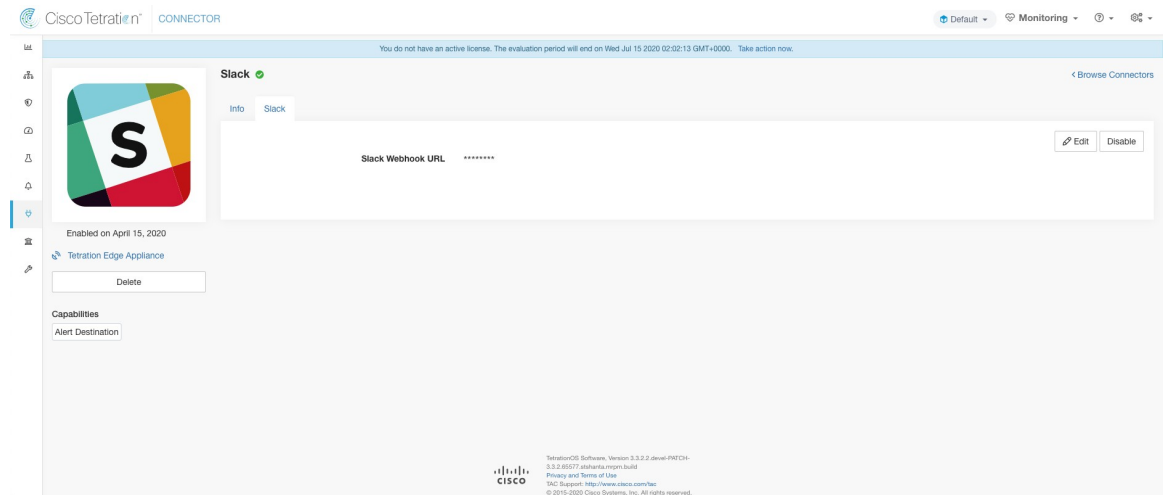 Cisco Tetration™ CONNECTOR
Default Monitoring
You do not have an active license. The evaluation period will end on Wed Jul 15 2020 02:02:13 GMT+0000. Take action now.
Slack
< Browse Connectors
Info Slack
Edit Disable
Slack Webhook URL ********
S
Enabled on April 15, 2020
Tetration Edge Appliance
Delete
Capabilities
Alert Destination
CISCO
TetrationOS Software, Version 3.3.2.2.devel-PATCH-
3.3.2.65577.atshanta.mrpm.build
Privacy and Terms of Use
TAC Support: http://www.cisco.com/tac
© 2015-2020 Cisco Systems, Inc. All rights reserved.